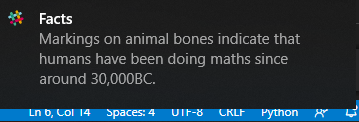 Facts
Markings on animal bones indicate that
humans have been doing maths since
around 30,000BC.
Ln 6, Col 14 Spaces: 4 UTF-8 CRLF Python